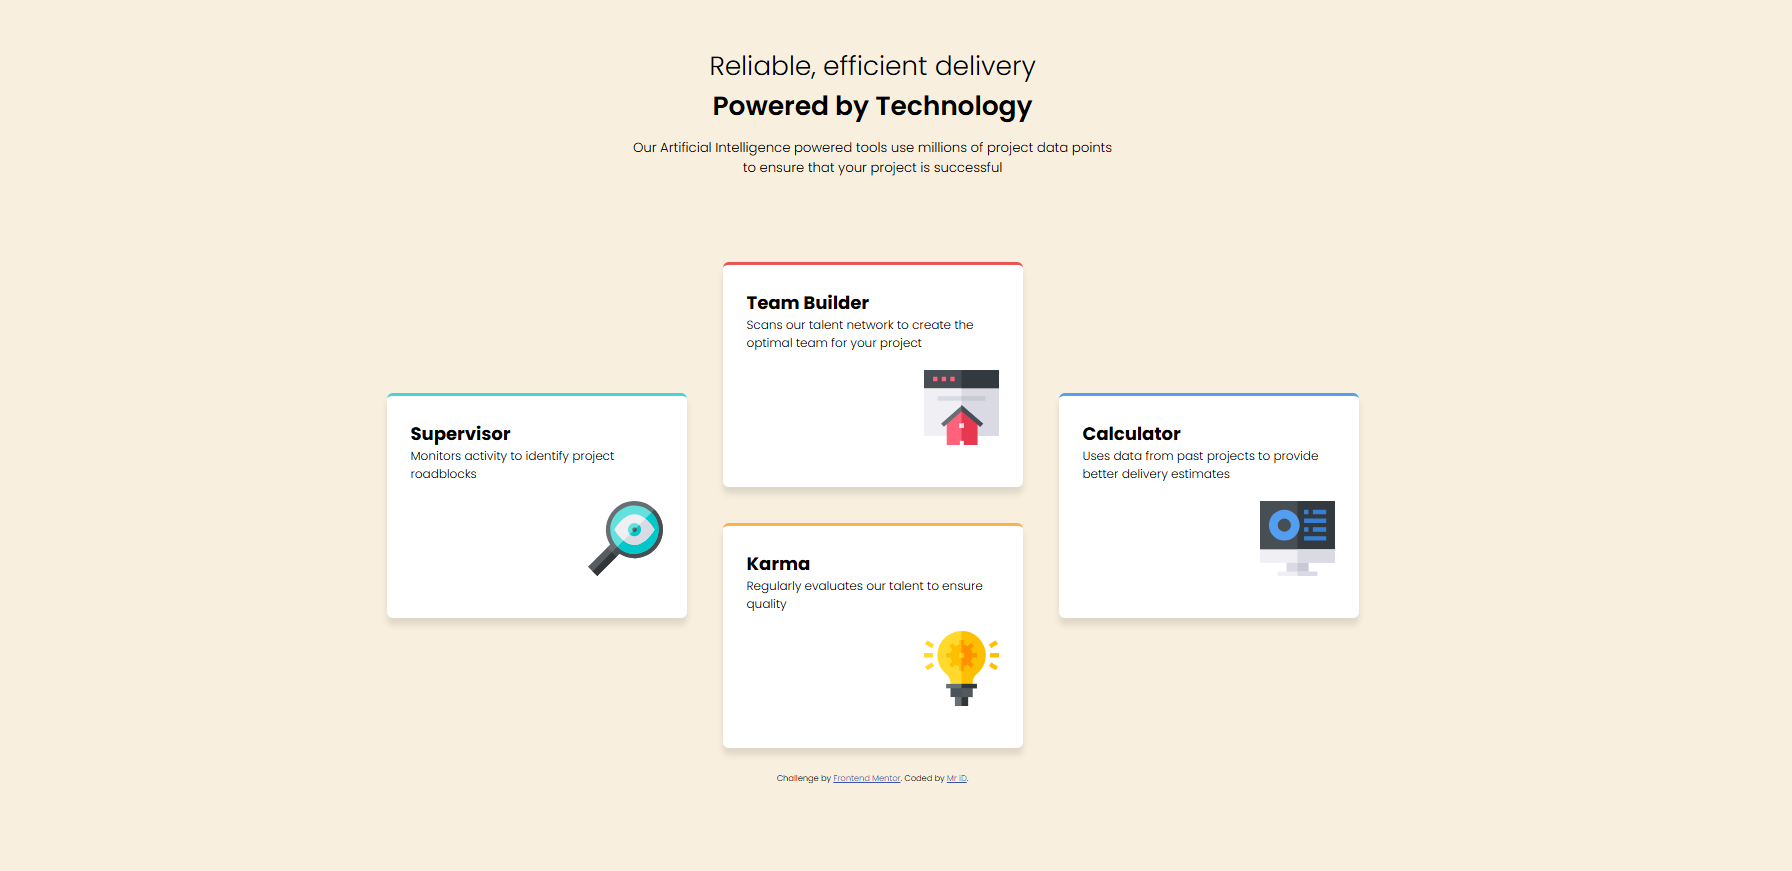 Reliable, efficient delivery
Powered by Technology
Our Artificial Intelligence powered tools use millions of project data points
to ensure that your project is successful
Team Builder
Scans our talent network to create the
optimal team for your project
Supervisor
Monitors activity to identify project
roadblocks
Calculator
Uses data from past projects to provide
better delivery estimates
Karma
Regularly evaluates our talent to ensure
quality
Challenge by Frontend Mentor. Coded by Mr iD.